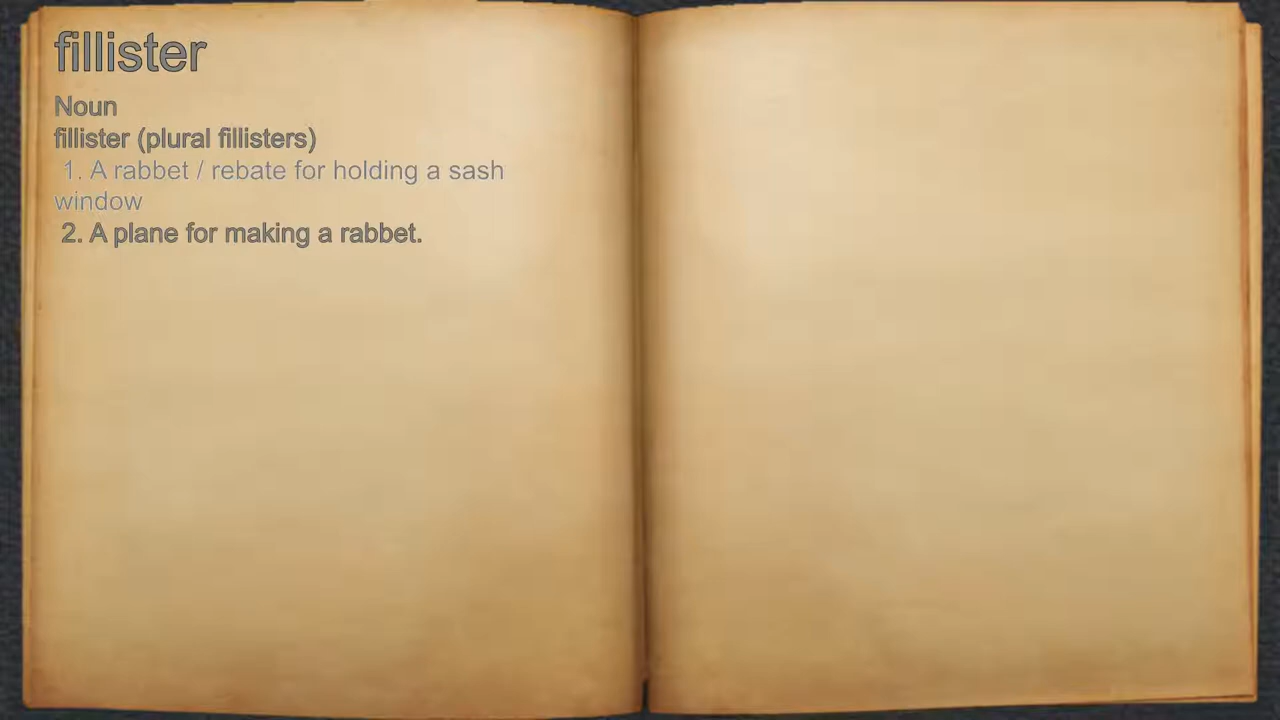 fillister
Noun
fillister (plural fillisters)
1. A rabbet / rebate for holding a sash
window
2. A plane for making a rabbet.